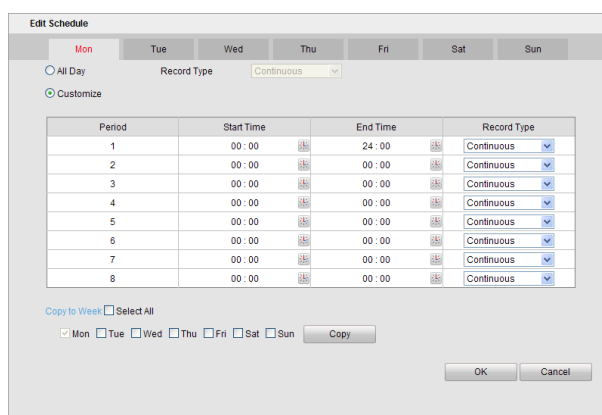 Edit Schedule
Mon Tue Wed Thu Fri Sat Sun
All Day Record Type Continuous
Customize
Period Start Time End Time Record Type
1 00 : 00 24 : 00 Continuous
2 00 : 00 00 : 00 Continuous
3 00 : 00 00 : 00 Continuous
4 00 : 00 00 : 00 Continuous
5 00 : 00 00 : 00 Continuous
6 00 : 00 00 : 00 Continuous
7 00 : 00 00 : 00 Continuous
8 00 : 00 00 : 00 Continuous
Copy to Week Select All
Mon Tue Wed Thu Fri Sat Sun Copy
OK Cancel